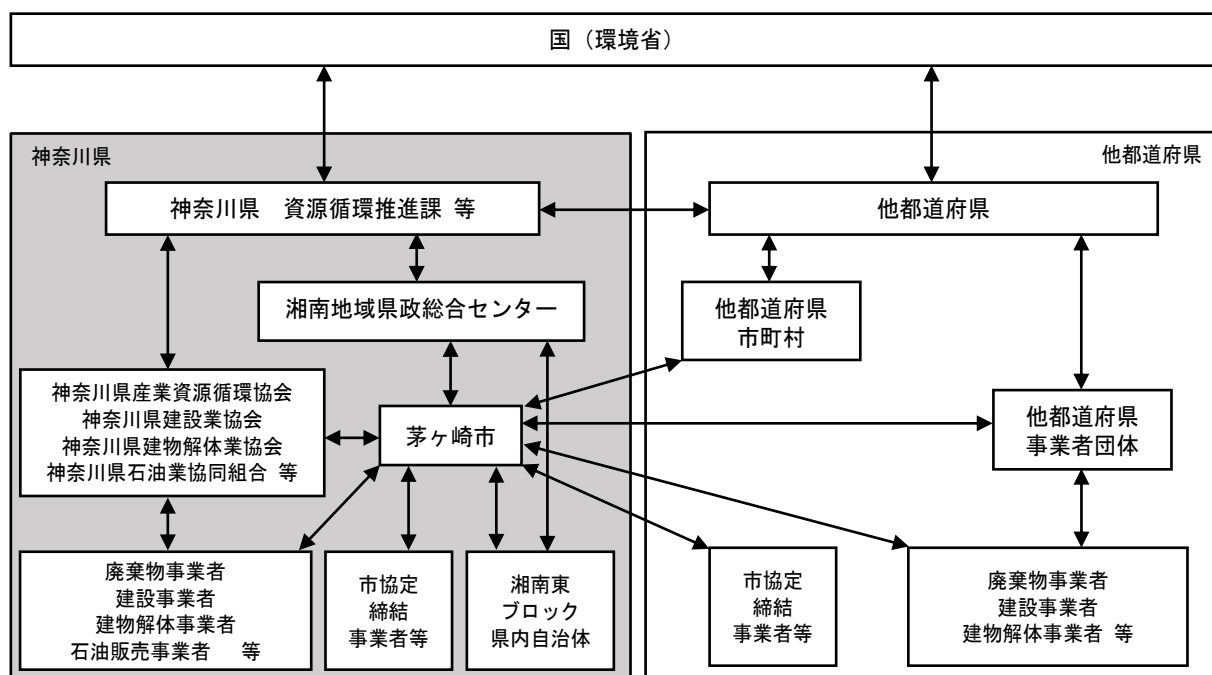 国（環境省）
神奈川県
他都道府県
神奈川県　資源循環推進課 等
他都道府県
湘南地域県政総合センター
他都道府県
市町村
神奈川県産業資源循環協会
神奈川県建設業協会
神奈川県建物解体業協会
神奈川県石油業協同組合 等
茅ヶ崎市
他都道府県
事業者団体
廃棄物事業者
建設事業者
建物解体事業者
石油販売事業者　等
市協定
締結
事業者等
湘南東
ブロック
県内自治体
市協定
締結
事業者等
廃棄物事業者
建設事業者
建物解体事業者 等